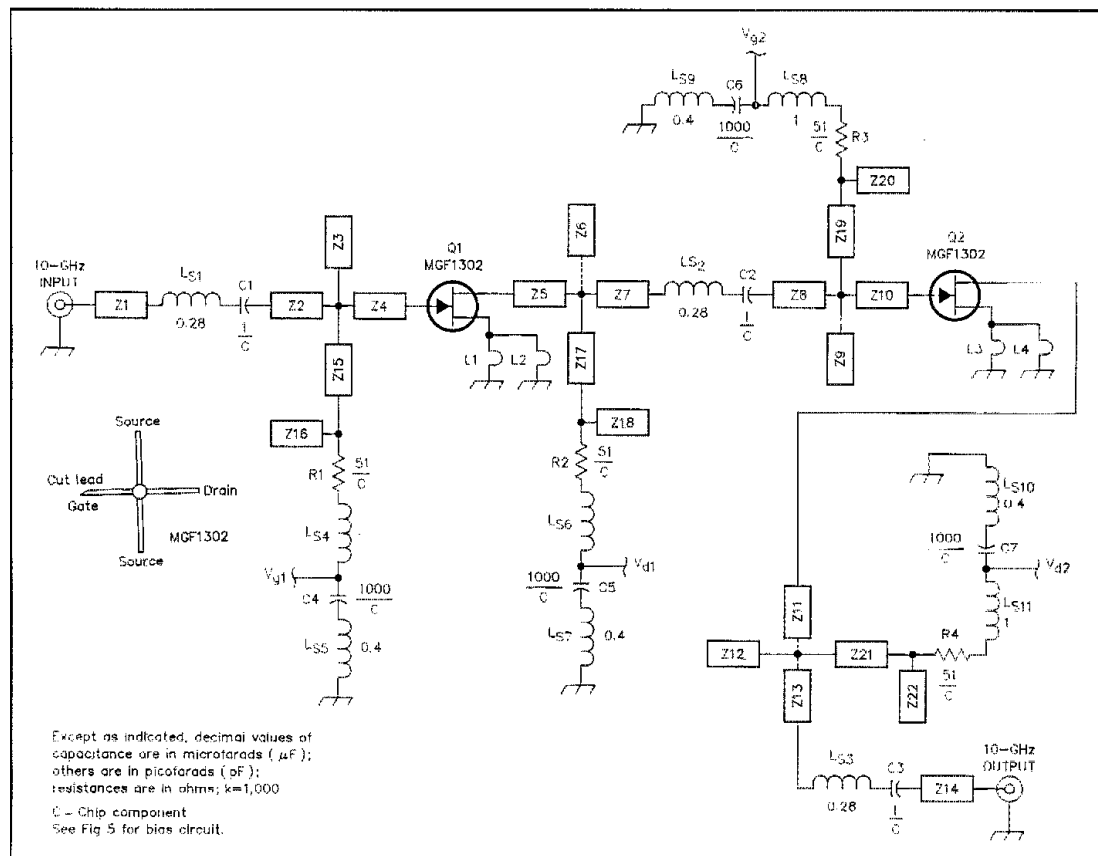 Vg2
LS9
C6
LS8
0.4
1000/C
1
51/C
R3
Z20
Z3
Z6
Z19
Q1
MGF1302
Q2
MGF1302
10-GHz
INPUT
LS1
C1
LS2
C2
Z1
Z2
Z4
Z5
Z7
Z8
Z10
0.28
1/C
0.28
1/C
L1
L2
L3
L4
Z15
Z17
Z9
Z16
Z18
Source
Cut lead
Gate
Drain
MGF1302
Source
R1
51/C
R2
51/C
LS4
LS6
LS10
0.4
Vg1
C4
1000/C
1000/C
C5
Vd1
1000/C
C7
Vd2
LS5
0.4
LS7
0.4
LS11
1
Z11
R4
Z12
Z21
51/C
Z13
Z22
Except as indicated, decimal values of
capacitance are in microfarads ( μF );
others are in picofarads ( pF );
resistances are in ohms; k=1,000
C - Chip component
See Fig 5 for bias circuit.
LS3
C3
Z14
0.28
1/C
10-GHz
OUTPUT